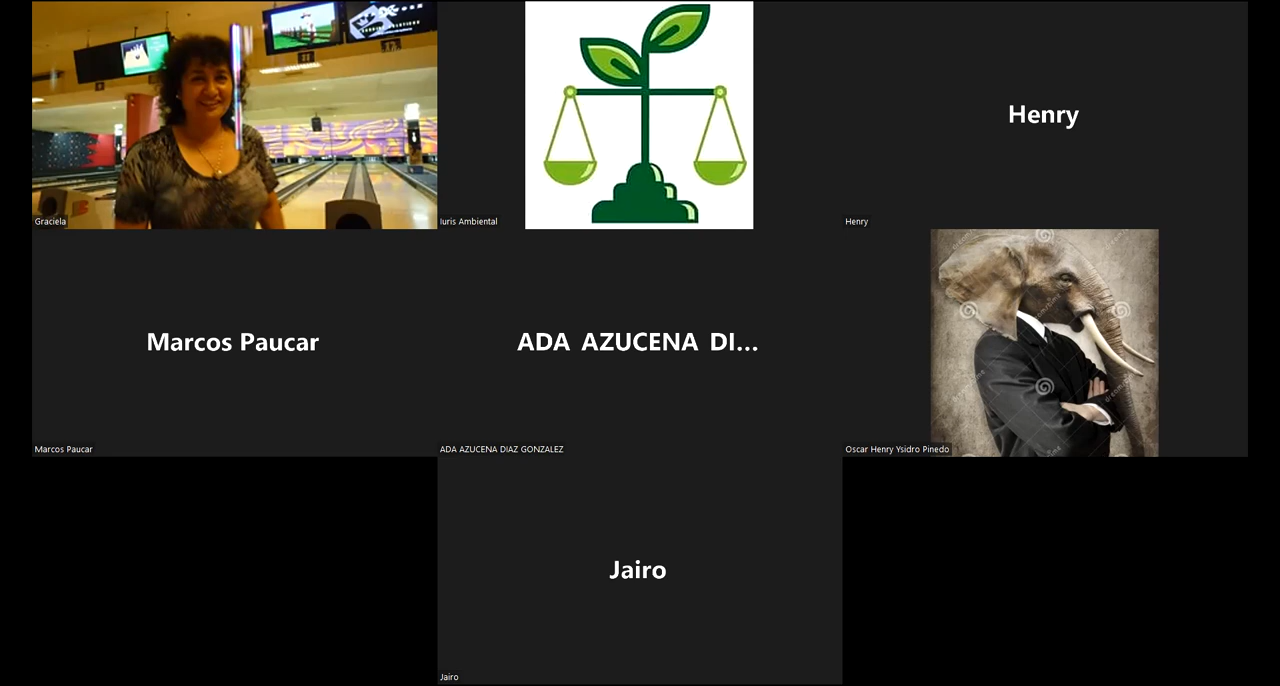 Graciela
Iuris Ambiental
Henry
Henry
Marcos Paucar
Marcos Paucar
ADA AZUCENA DI...
ADA AZUCENA DIAZ GONZALEZ
Oscar Henry Ysidro Pinedo
Jairo
Jairo